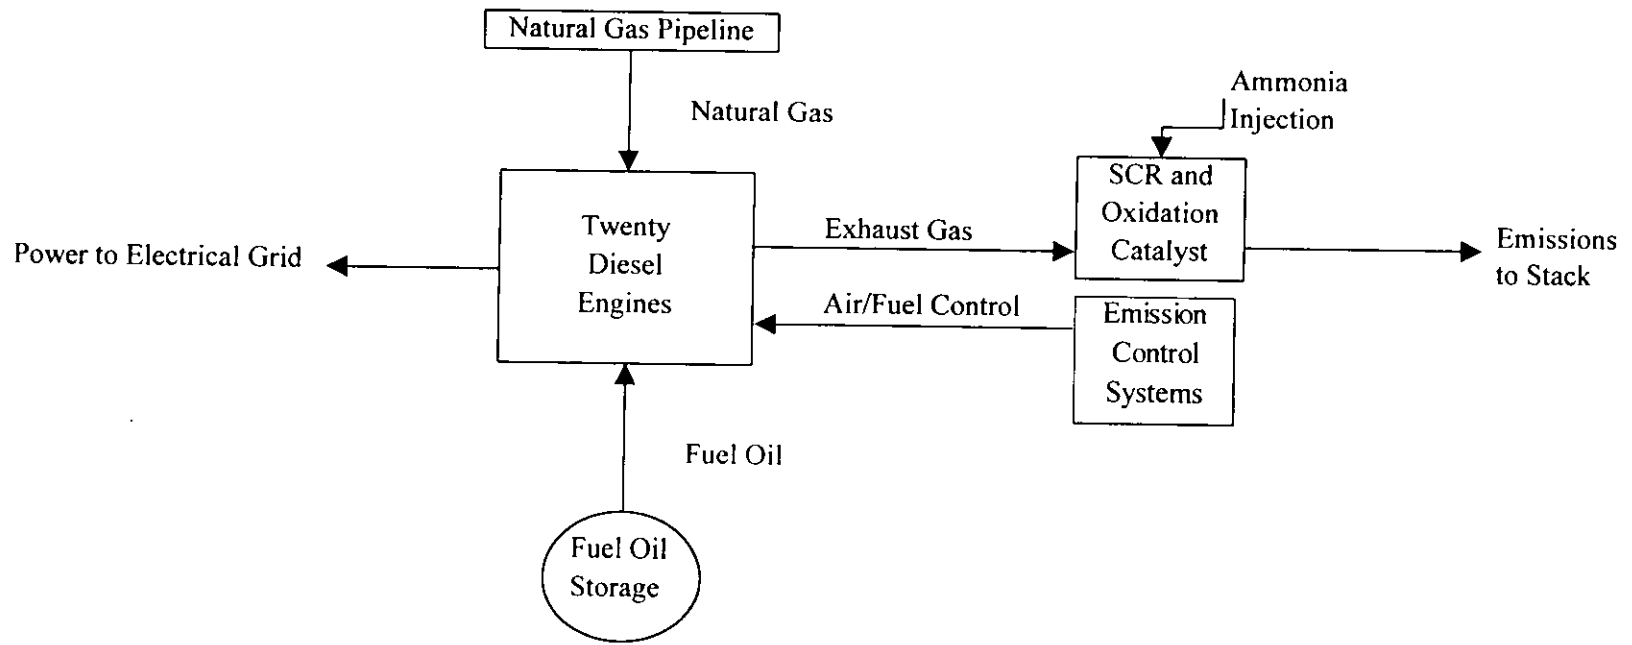 Natural Gas Pipeline
Natural Gas
Ammonia
Injection
SCR and
Oxidation
Catalyst
Twenty
Diesel
Engines
Exhaust Gas
Power to Electrical Grid
Emissions
to Stack
Air/Fuel Control
Emission
Control
Systems
Fuel Oil
Fuel Oil
Storage